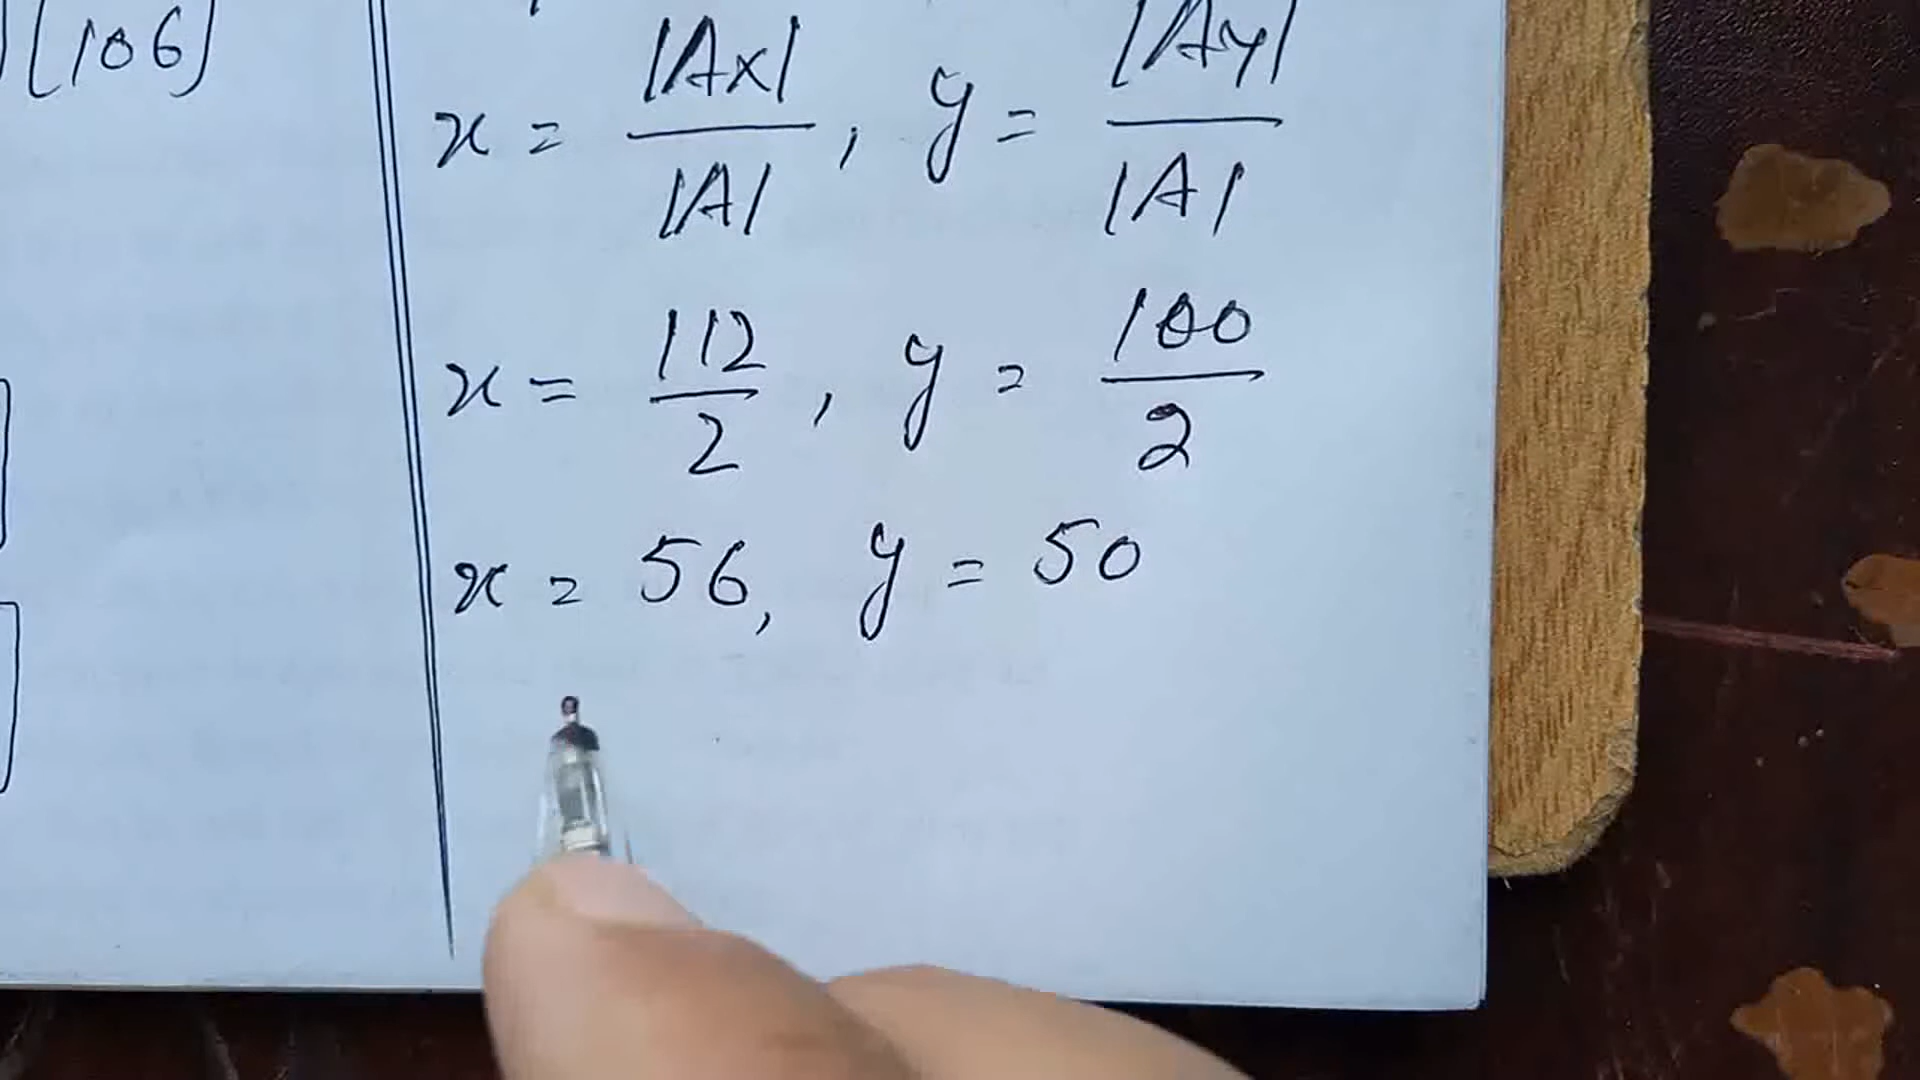 [106]
x = |Ax| / |A| , y = |Ay| / |A|
x = 112 / 2 , y = 100 / 2
x = 56, y = 50